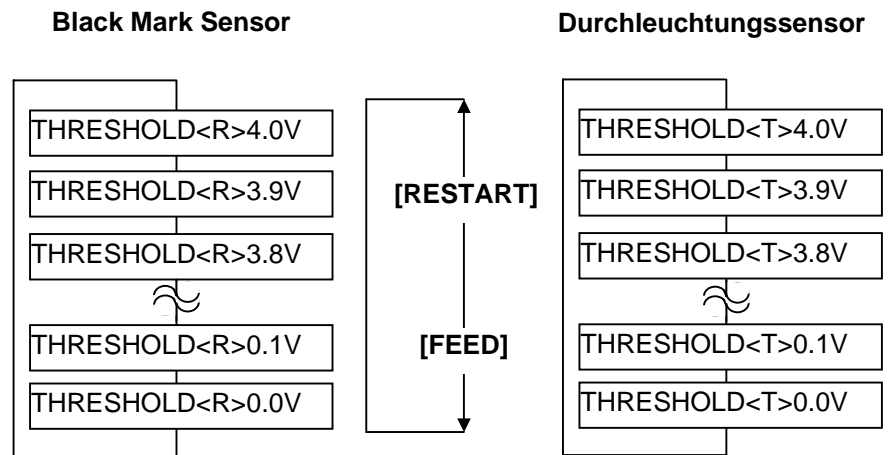 Black Mark Sensor
THRESHOLD<R>4.0V
THRESHOLD<R>3.9V
THRESHOLD<R>3.8V
THRESHOLD<R>0.1V
THRESHOLD<R>0.0V
[RESTART]
[FEED]
Durchleuchtungssensor
THRESHOLD<T>4.0V
THRESHOLD<T>3.9V
THRESHOLD<T>3.8V
THRESHOLD<T>0.1V
THRESHOLD<T>0.0V